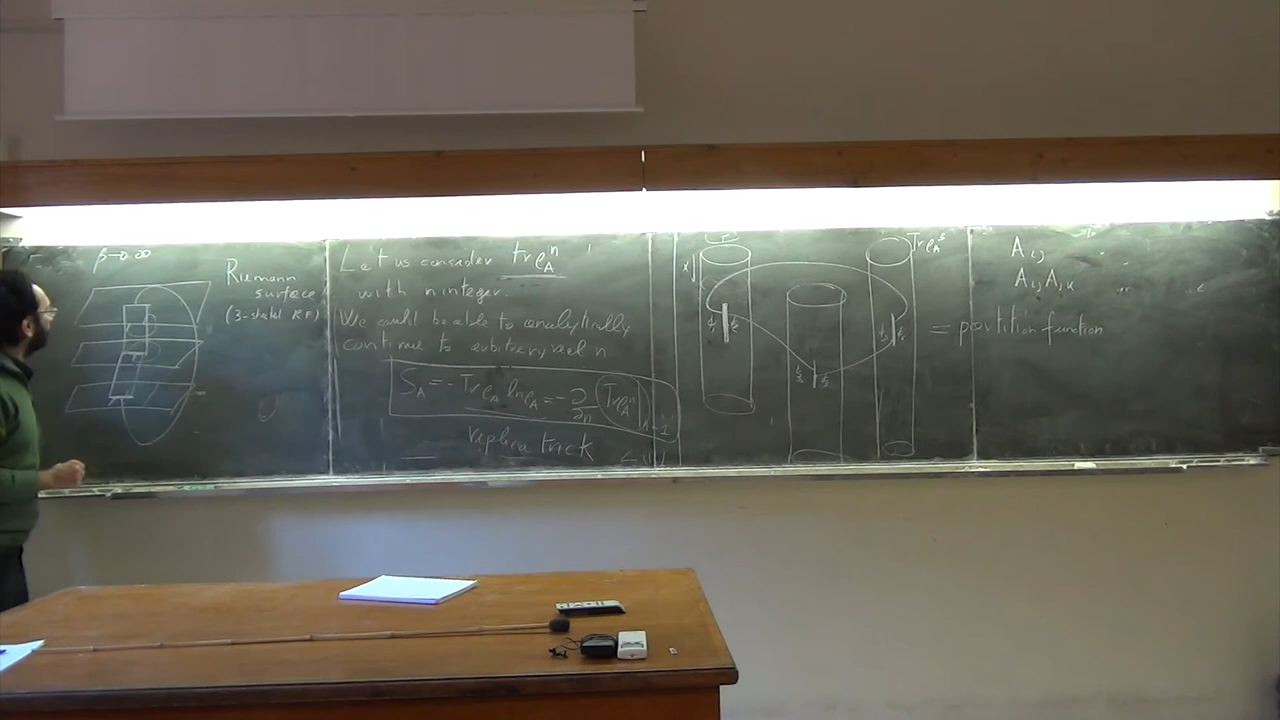 β→∞
Riemann
surface
(3-sheeted R.S.)
Let us consider tr ρ_A^n
with n integer.
We could be able to analytically
continue to arbitrary real n
S_A = - Tr ρ_A ln ρ_A = - ∂/∂n Tr ρ_A^n |_{n=1}
replica trick
x
Tr ρ_A^3
= partition function
A_{ij}
A_{ij} A_{jk}